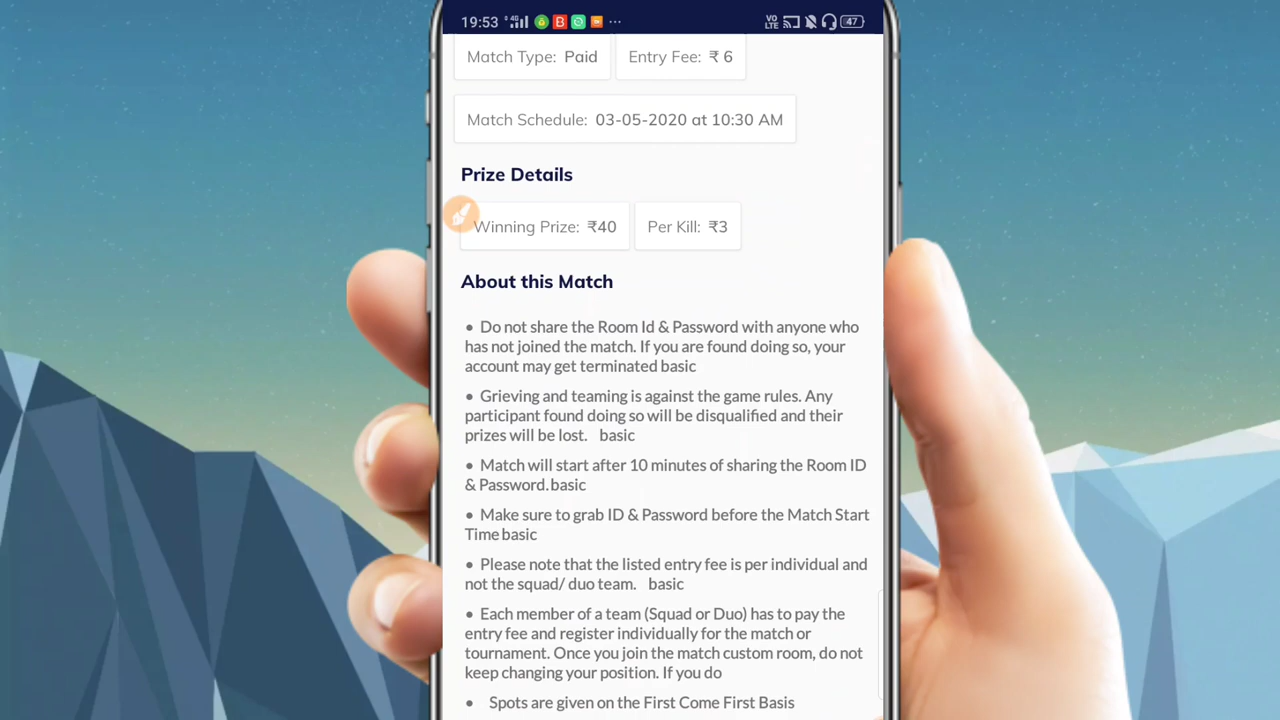 19:53 4G B ... VO LTE 47
Match Type: Paid Entry Fee: ₹ 6
Match Schedule: 03-05-2020 at 10:30 AM
Prize Details
Winning Prize: ₹40 Per Kill: ₹3
About this Match
• Do not share the Room Id & Password with anyone who
has not joined the match. If you are found doing so, your
account may get terminated basic
• Grieving and teaming is against the game rules. Any
participant found doing so will be disqualified and their
prizes will be lost. basic
• Match will start after 10 minutes of sharing the Room ID
& Password. basic
• Make sure to grab ID & Password before the Match Start
Time basic
• Please note that the listed entry fee is per individual and
not the squad/ duo team. basic
• Each member of a team (Squad or Duo) has to pay the
entry fee and register individually for the match or
tournament. Once you join the match custom room, do not
keep changing your position. If you do
• Spots are given on the First Come First Basis